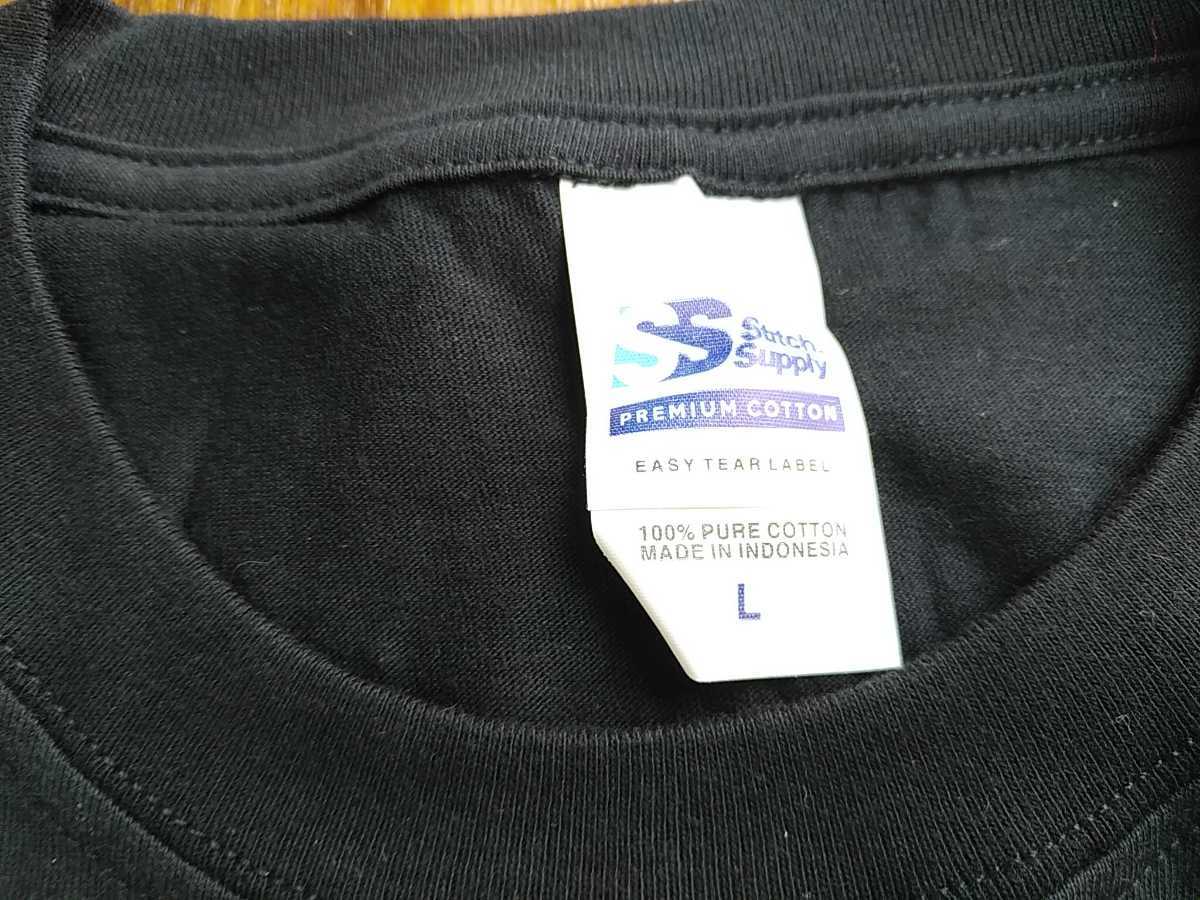 SS
Stitch.
Supply
PREMIUM COTTON
EASY TEAR LABEL
100% PURE COTTON
MADE IN INDONESIA
L